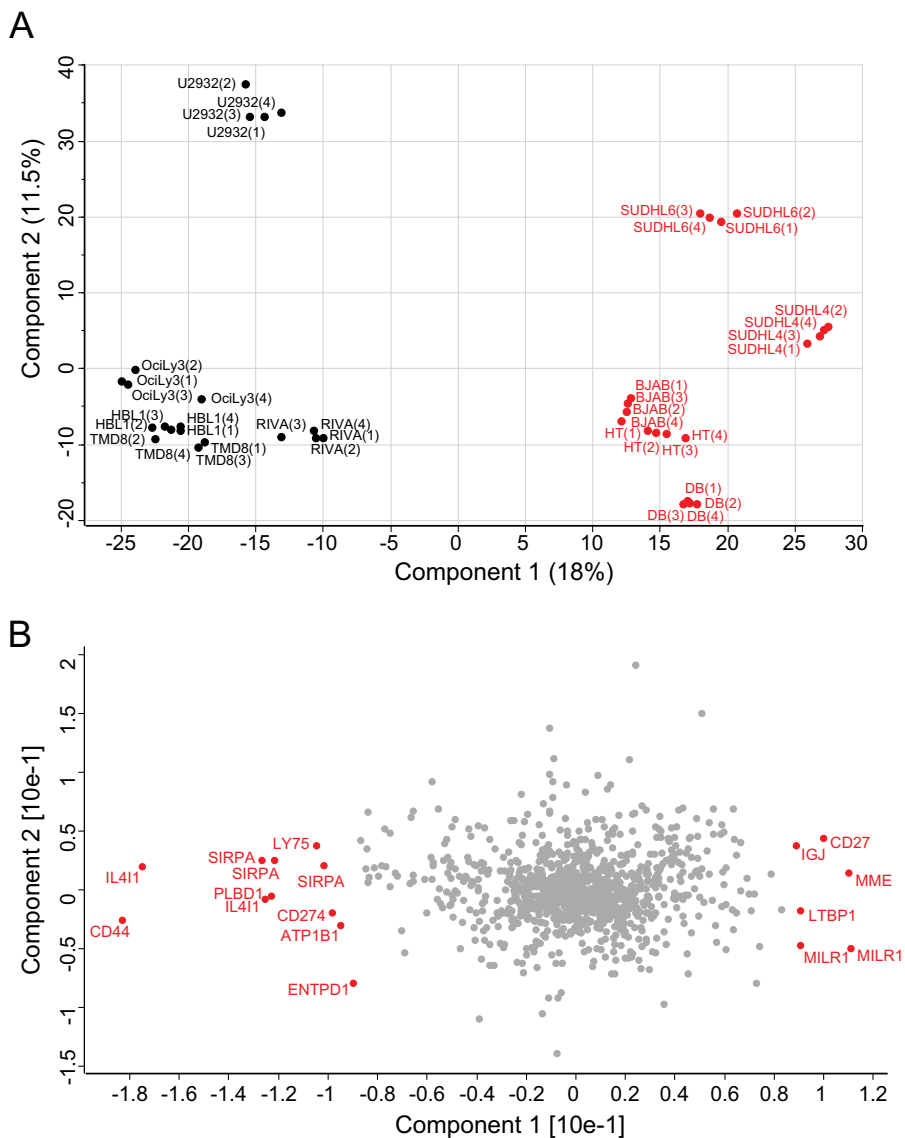 A
40
30
20
10
0
-10
-20
Component 2 (11.5%)
U2932(2)
U2932(4)
U2932(3)
U2932(1)
SUDHL6(3)
SUDHL6(2)
SUDHL6(4)
SUDHL6(1)
SUDHL4(2)
SUDHL4(4)
SUDHL4(3)
SUDHL4(1)
OciLy3(2)
OciLy3(1)
OciLy3(3)
OciLy3(4)
HBL1(3)
HBL1(4)
HBL1(2)
HBL1(1)
TMD8(2)
TMD8(1)
TMD8(4)
TMD8(3)
RIVA(3)
RIVA(4)
RIVA(1)
RIVA(2)
BJAB(1)
BJAB(3)
BJAB(2)
BJAB(4)
HT(1)
HT(4)
HT(2)
HT(3)
DB(1)
DB(2)
DB(3)
DB(4)
-25
-20
-15
-10
-5
0
5
10
15
20
25
30
Component 1 (18%)
B
2
1.5
1
0.5
0
-0.5
-1
-1.5
Component 2 [10e-1]
LY75
SIRPA
SIRPA
SIRPA
IL4I1
PLBD1
IL4I1
CD274
CD44
ATP1B1
ENTPD1
CD27
IGJ
MME
LTBP1
MILR1
MILR1
-1.8
-1.6
-1.4
-1.2
-1
-0.8
-0.6
-0.4
-0.2
0
0.2
0.4
0.6
0.8
1
1.2
Component 1 [10e-1]